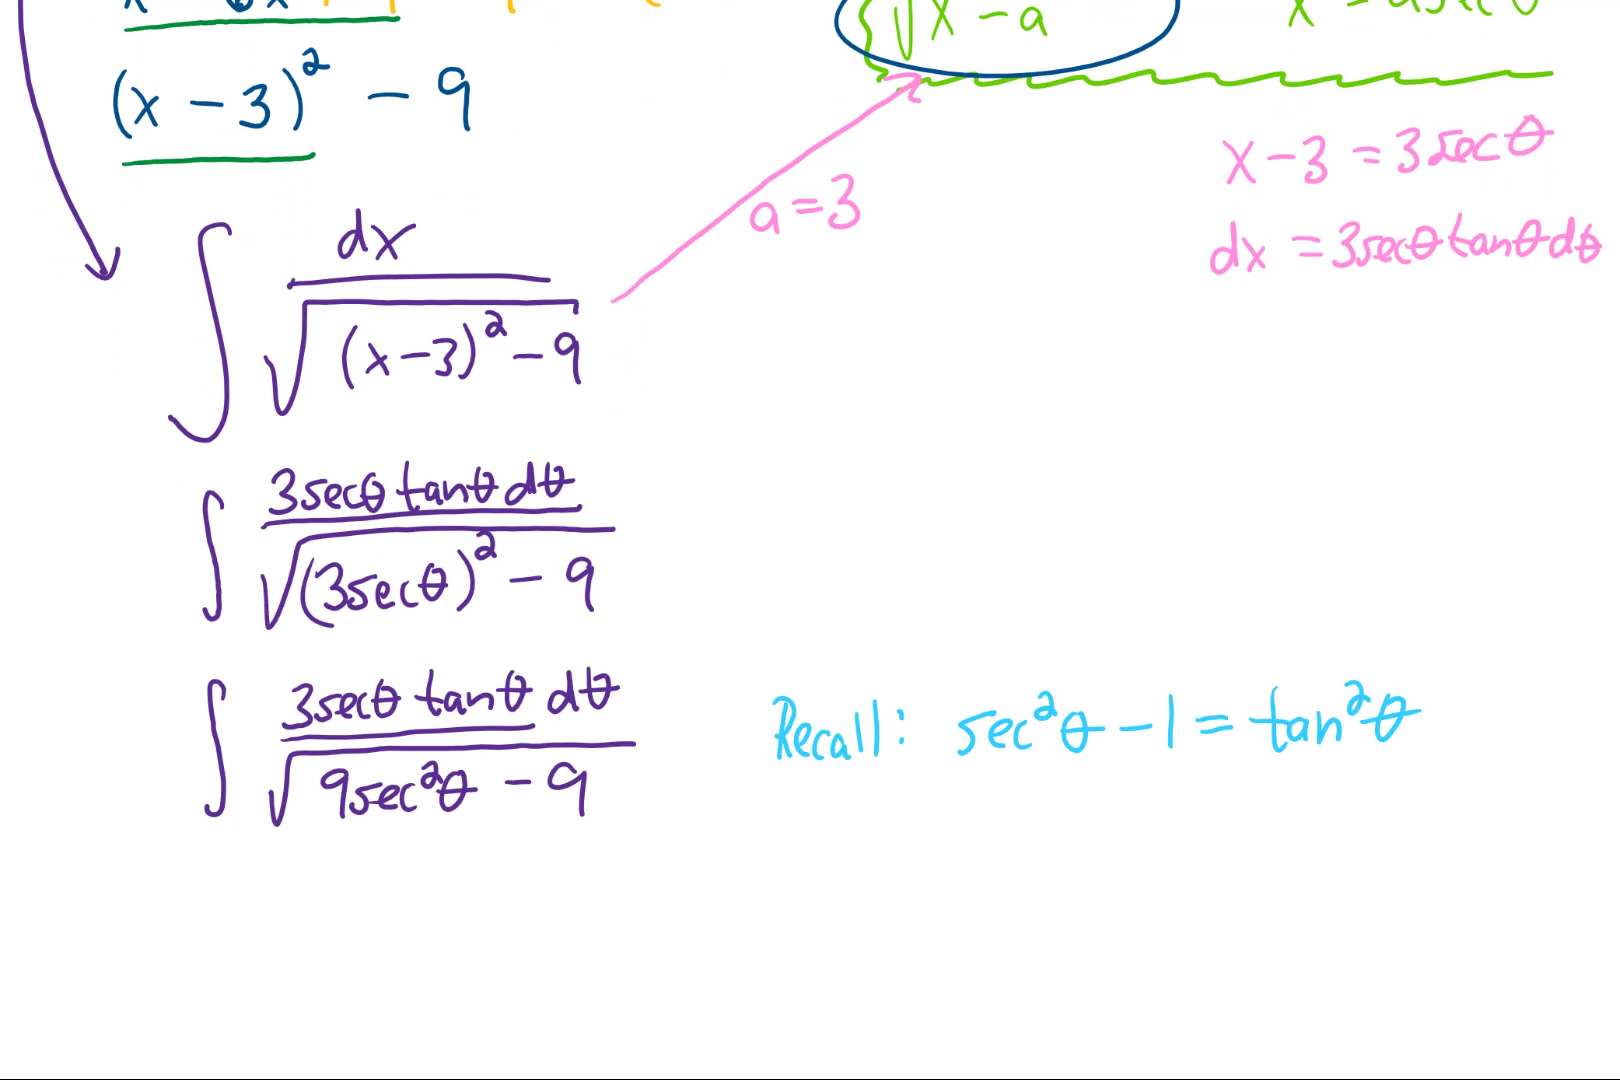 (x - 3)² - 9
x - 3 = 3secθ
a = 3
dx = 3secθ tanθ dθ
∫ dx / √((x-3)² - 9)
∫ 3secθ tanθ dθ / √((3secθ)² - 9)
∫ 3secθ tanθ dθ / √(9sec²θ - 9)
Recall: sec²θ - 1 = tan²θ